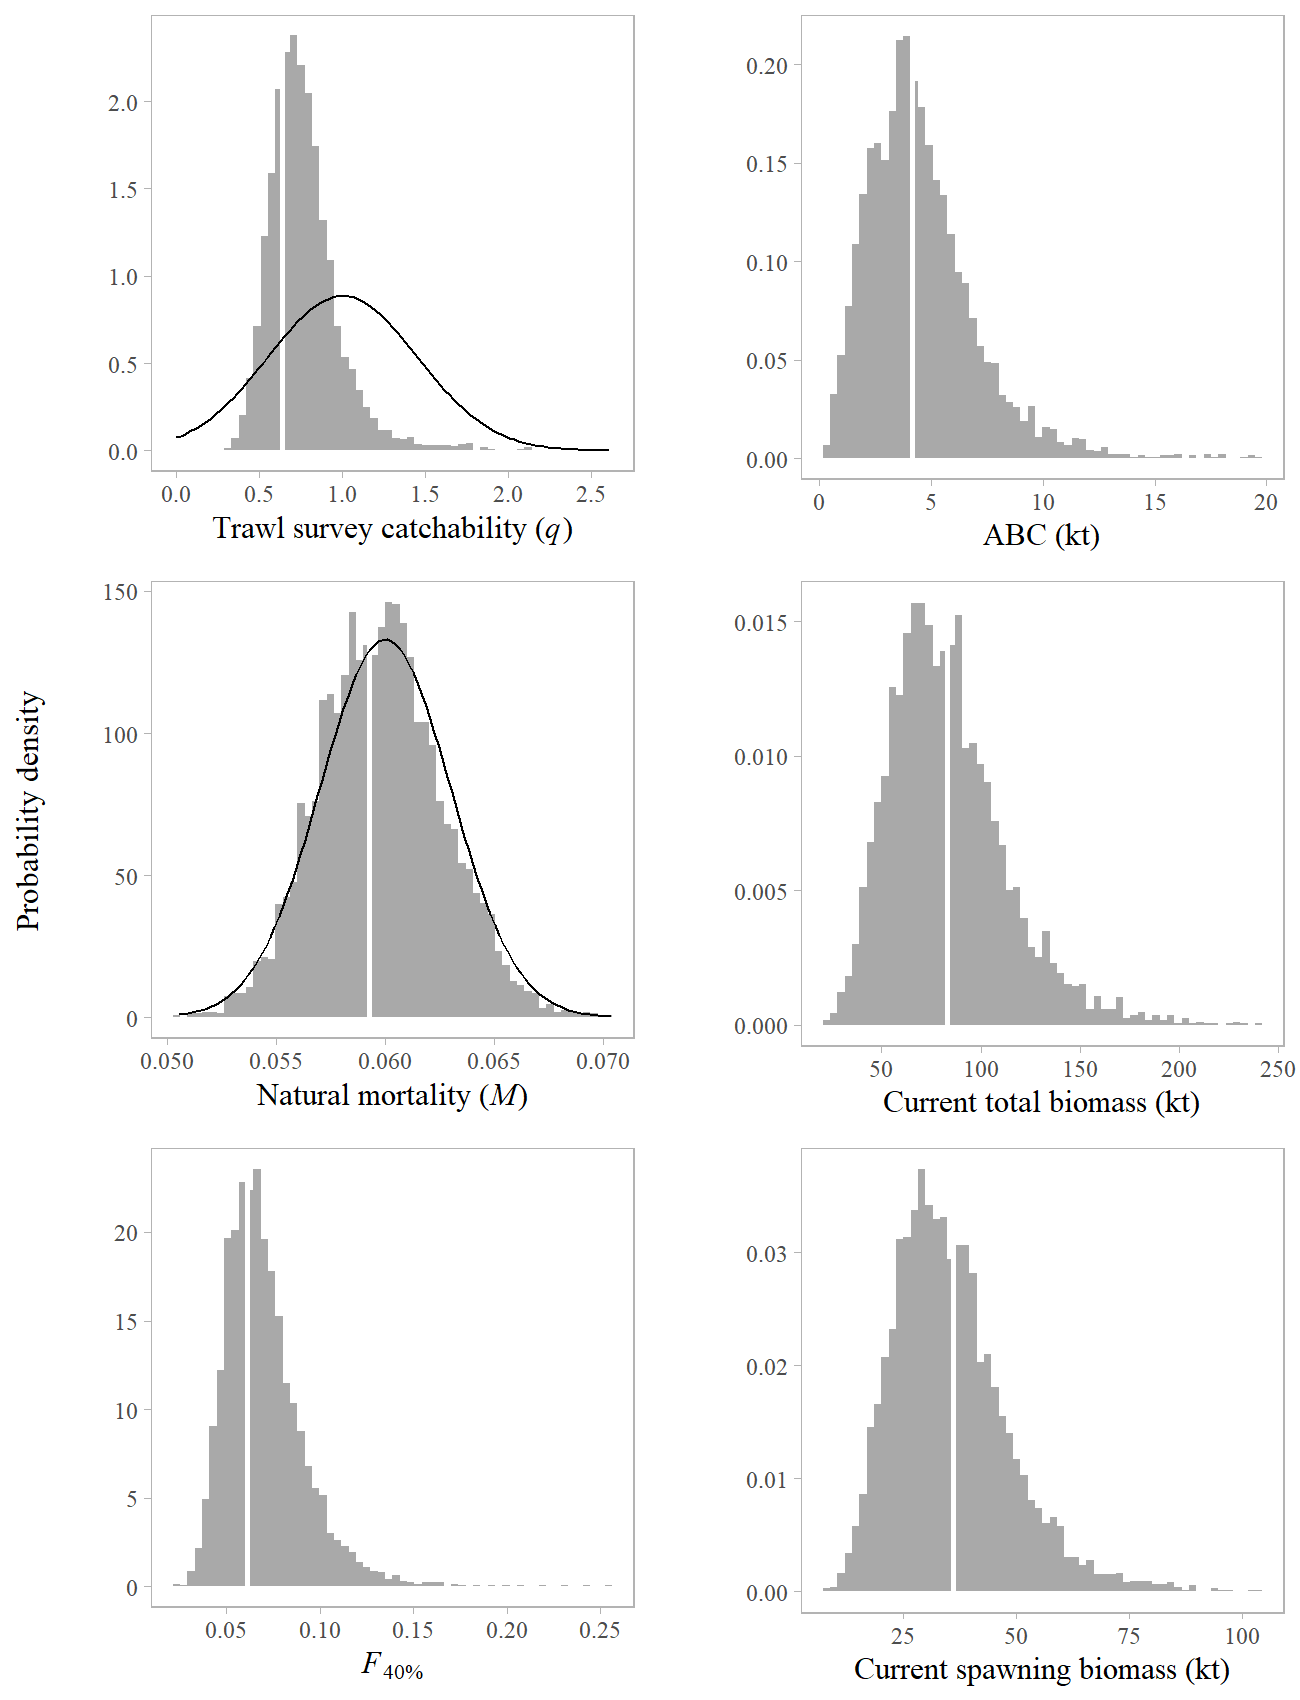 Probability density
2.0
1.5
1.0
0.5
0.0
0.0 0.5 1.0 1.5 2.0 2.5
Trawl survey catchability (q)
0.20
0.15
0.10
0.05
0.00
0 5 10 15 20
ABC (kt)
150
100
50
0
0.050 0.055 0.060 0.065 0.070
Natural mortality (M)
0.015
0.010
0.005
0.000
50 100 150 200 250
Current total biomass (kt)
20
15
10
5
0
0.05 0.10 0.15 0.20 0.25
F40%
0.03
0.02
0.01
0.00
25 50 75 100
Current spawning biomass (kt)